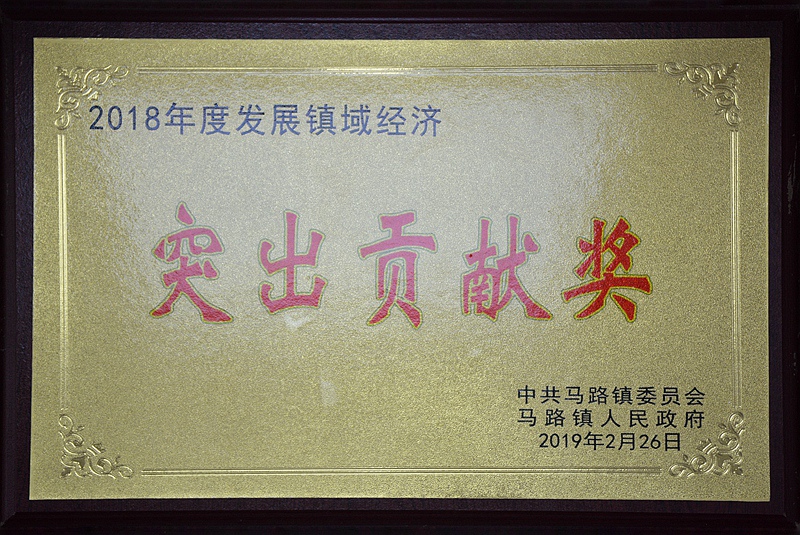 2018年度发展镇域经济
突出贡献奖
中共马路镇委员会
马路镇人民政府
2019年2月26日